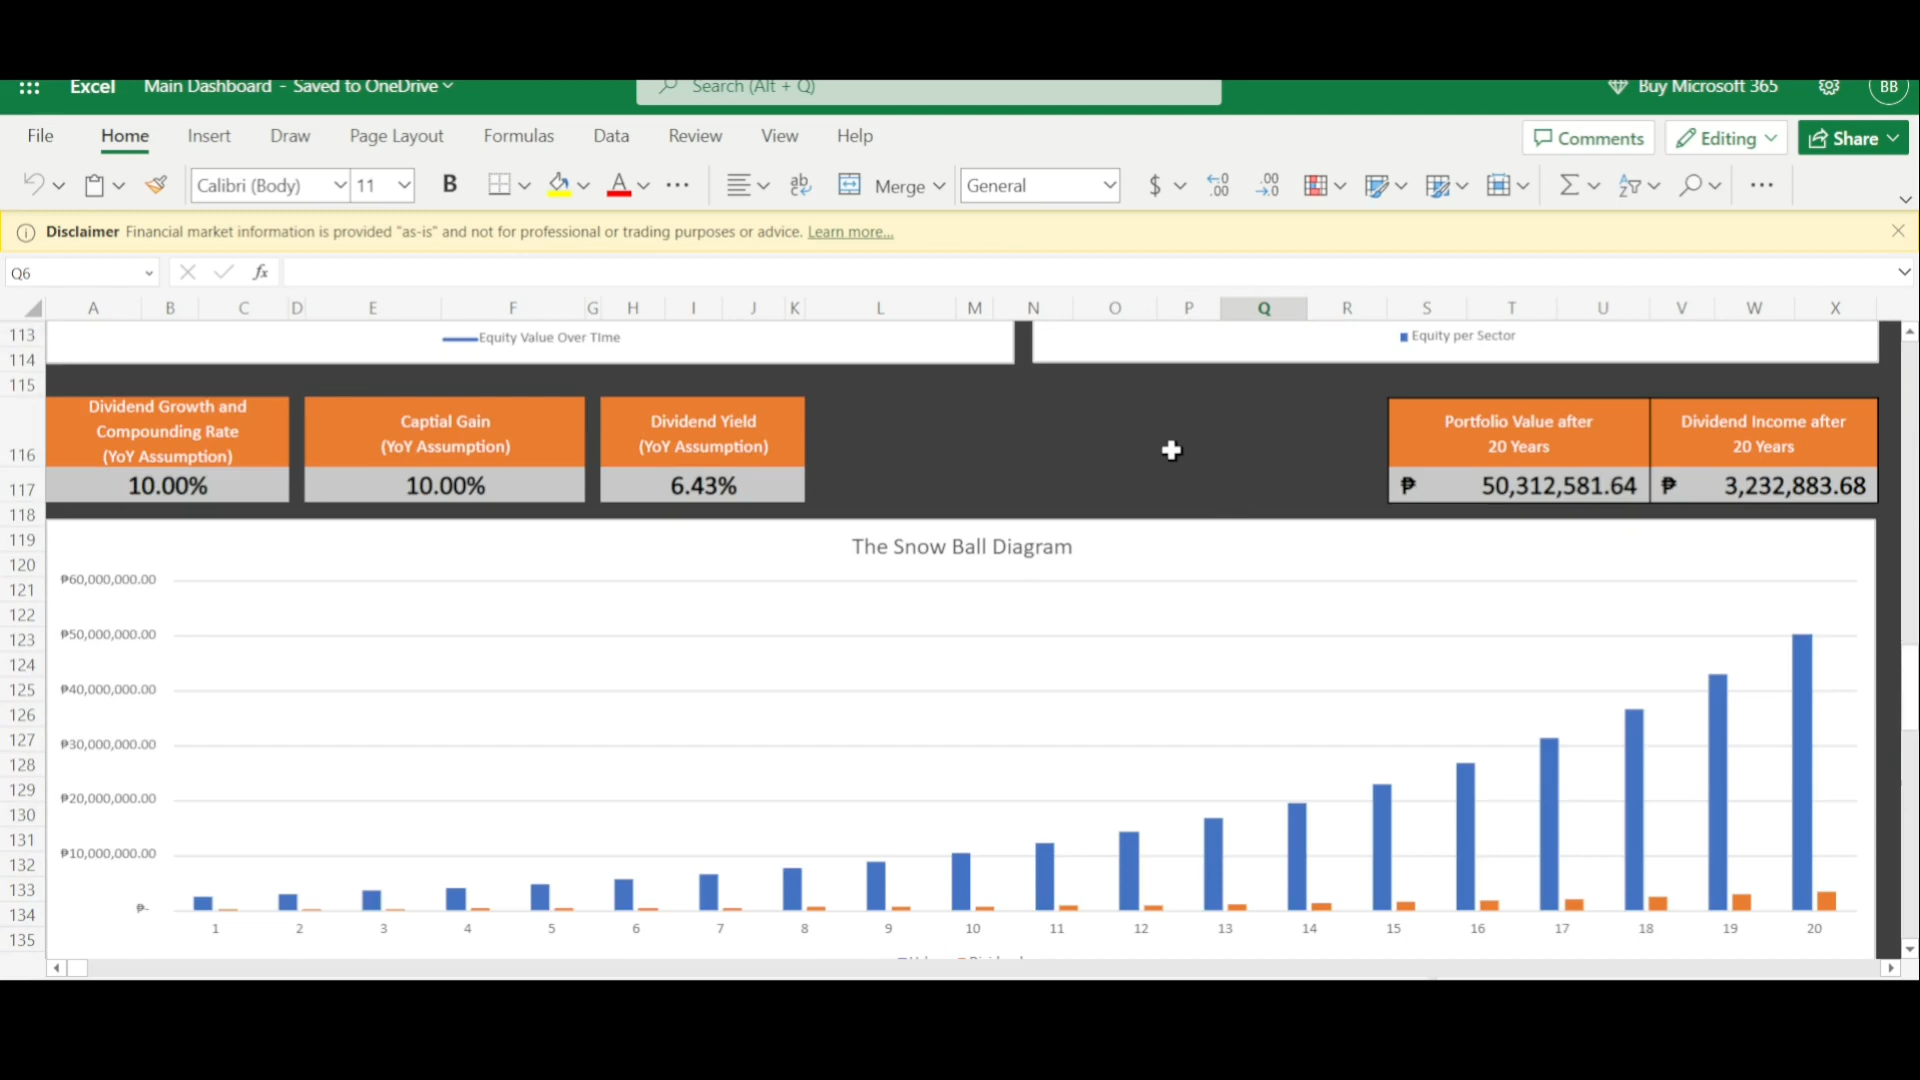 Excel Main Dashboard - Saved to OneDrive Search (Alt + Q) Buy Microsoft 365 BB
File Home Insert Draw Page Layout Formulas Data Review View Help Comments Editing Share
Calibri (Body) 11 B A ab Merge General $ .00 .00
Disclaimer Financial market information is provided "as-is" and not for professional or trading purposes or advice. Learn more...
Q6 fx
A B C D E F G H I J K L M N O P Q R S T U V W X
113 Equity Value Over TIme Equity per Sector
114
115
Dividend Growth and
Compounding Rate
(YoY Assumption)
Captial Gain
(YoY Assumption)
Dividend Yield
(YoY Assumption)
Portfolio Value after
20 Years
Dividend Income after
20 Years
116
117 10.00% 10.00% 6.43% ₱ 50,312,581.64 ₱ 3,232,883.68
118
119 The Snow Ball Diagram
120
₱60,000,000.00
121
122
123 ₱50,000,000.00
124
125 ₱40,000,000.00
126
127 ₱30,000,000.00
128
129 ₱20,000,000.00
130
131
132 ₱10,000,000.00
133
134 ₱-
135 1 2 3 4 5 6 7 8 9 10 11 12 13 14 15 16 17 18 19 20